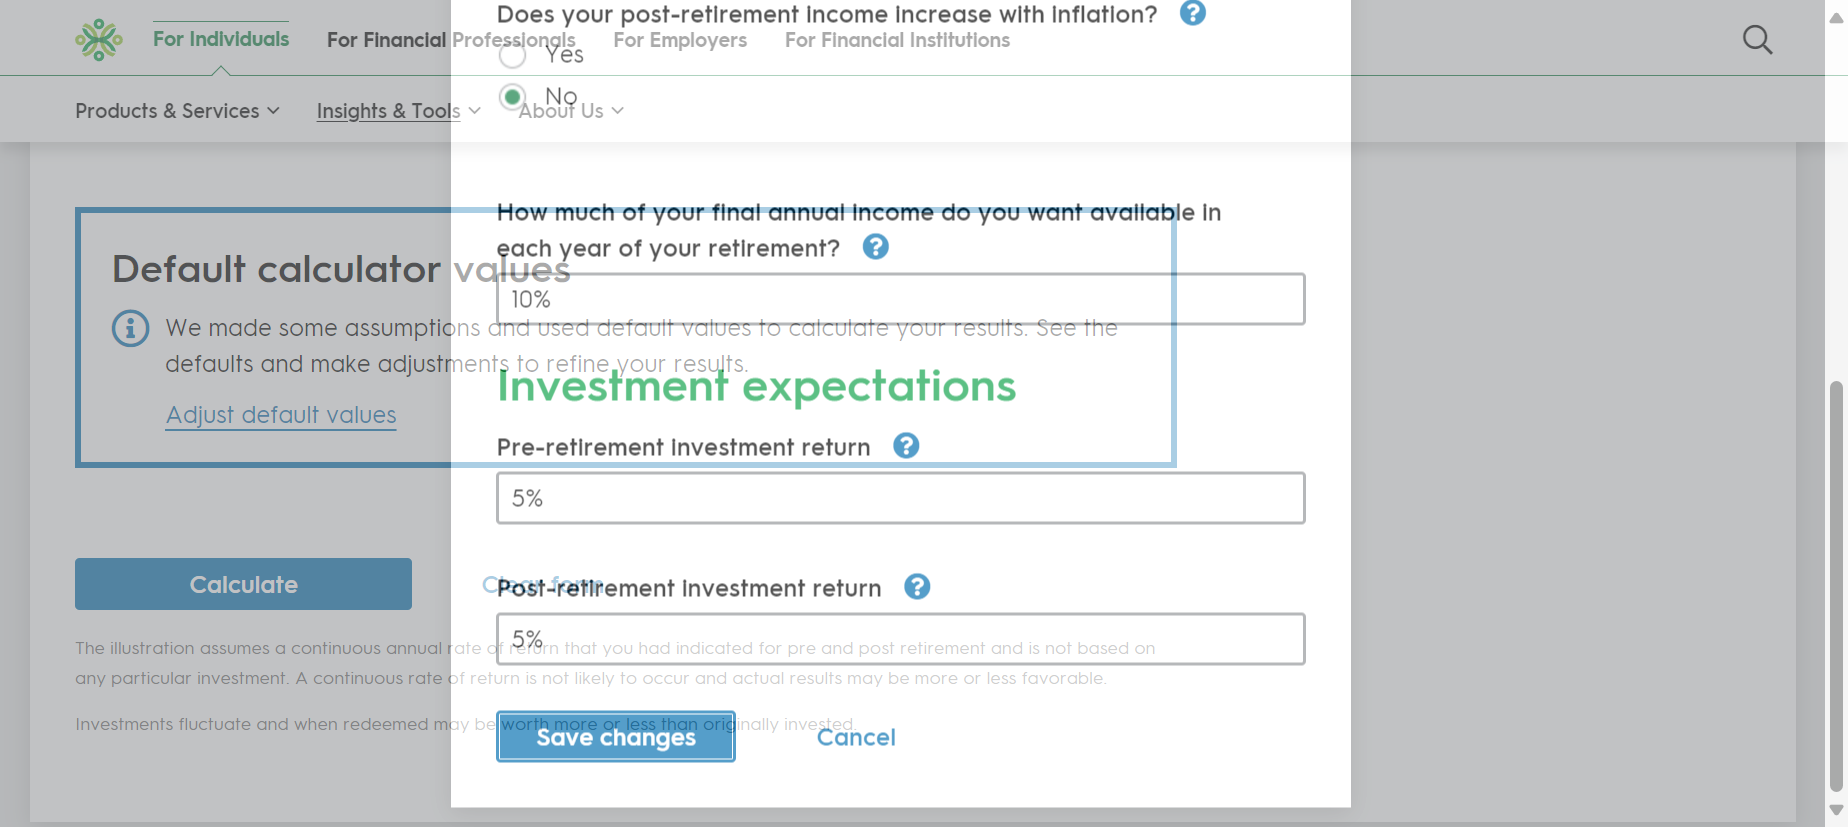 Does your post-retirement income increase with inflation? ?
For Individuals For Financial Professionals For Employers For Financial Institutions
Yes
No
Products & Services Insights & Tools About Us
How much of your final annual income do you want available in
each year of your retirement? ?
Default calculator values
10%
We made some assumptions and used default values to calculate your results. See the
defaults and make adjustments to refine your results.
Investment expectations
Adjust default values
Pre-retirement investment return ?
5%
Calculate
Clear form
Post-retirement investment return ?
5%
The illustration assumes a continuous annual rate of return that you had indicated for pre and post retirement and is not based on
any particular investment. A continuous rate of return is not likely to occur and actual results may be more or less favorable.
Investments fluctuate and when redeemed may be worth more or less than originally invested.
Save changes Cancel